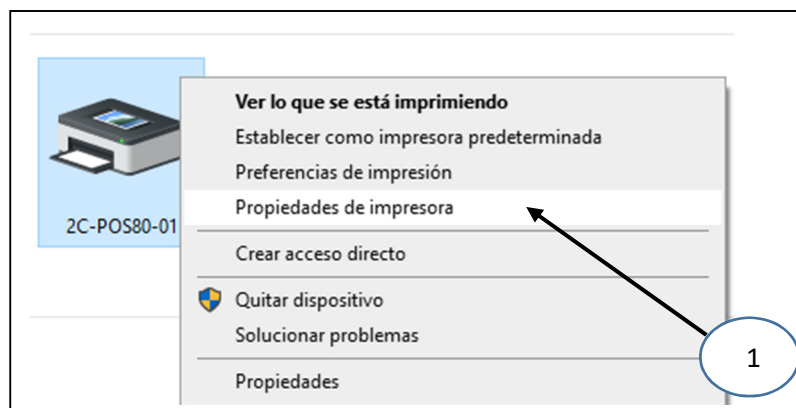 Ver lo que se está imprimiendo
Establecer como impresora predeterminada
Preferencias de impresión
Propiedades de impresora
2C-POS80-01
Crear acceso directo
Quitar dispositivo
Solucionar problemas
Propiedades
1